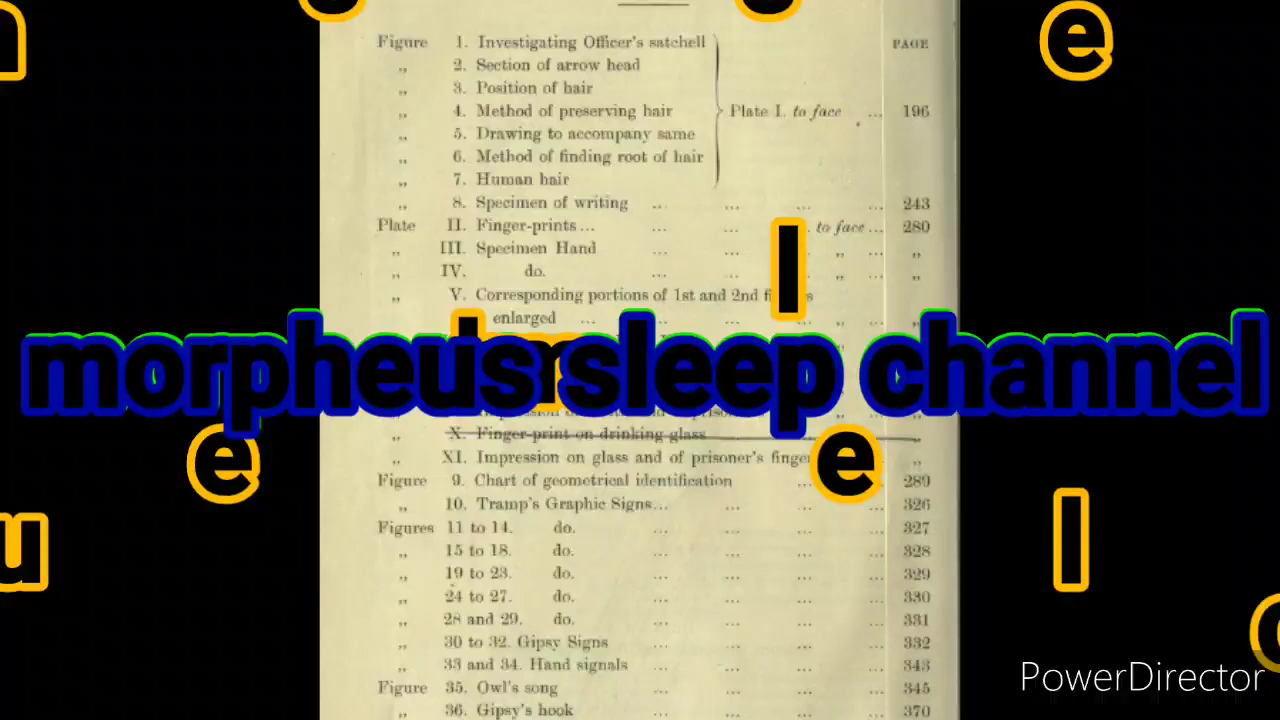 PAGE
Figure 1. Investigating Officer's satchell
„ 2. Section of arrow head
„ 3. Position of hair
„ 4. Method of preserving hair Plate I. to face ... 196
„ 5. Drawing to accompany same
„ 6. Method of finding root of hair
„ 7. Human hair
„ 8. Specimen of writing ... ... ... ... 243
Plate II. Finger-prints ... ... ... to face ... 280
„ III. Specimen Hand ... ... „ „ „
„ IV. do. ... ... „ „ „
„ V. Corresponding portions of 1st and 2nd
enlarged ... ... „ „ „
morpheus sleep channel
„ X. Finger-print on drinking glass „
„ XI. Impression on glass and of prisoner's „
Figure 9. Chart of geometrical identification ... ... 289
„ 10. Tramp's Graphic Signs... ... ... ... 326
Figures 11 to 14. do. ... ... ... ... 327
„ 15 to 18. do. ... ... ... ... 328
„ 19 to 23. do. ... ... ... ... 329
„ 24 to 27. do. ... ... ... ... 330
„ 28 and 29. do. ... ... ... ... 331
„ 30 to 32. Gipsy Signs ... ... ... ... 332
„ 33 and 34. Hand signals ... ... ... ... 343
Figure 35. Owl's song ... ... ... ... 345
„ 36. Gipsy's hook ... ... ... ... 370
e
l
e
e
u
l
PowerDirector